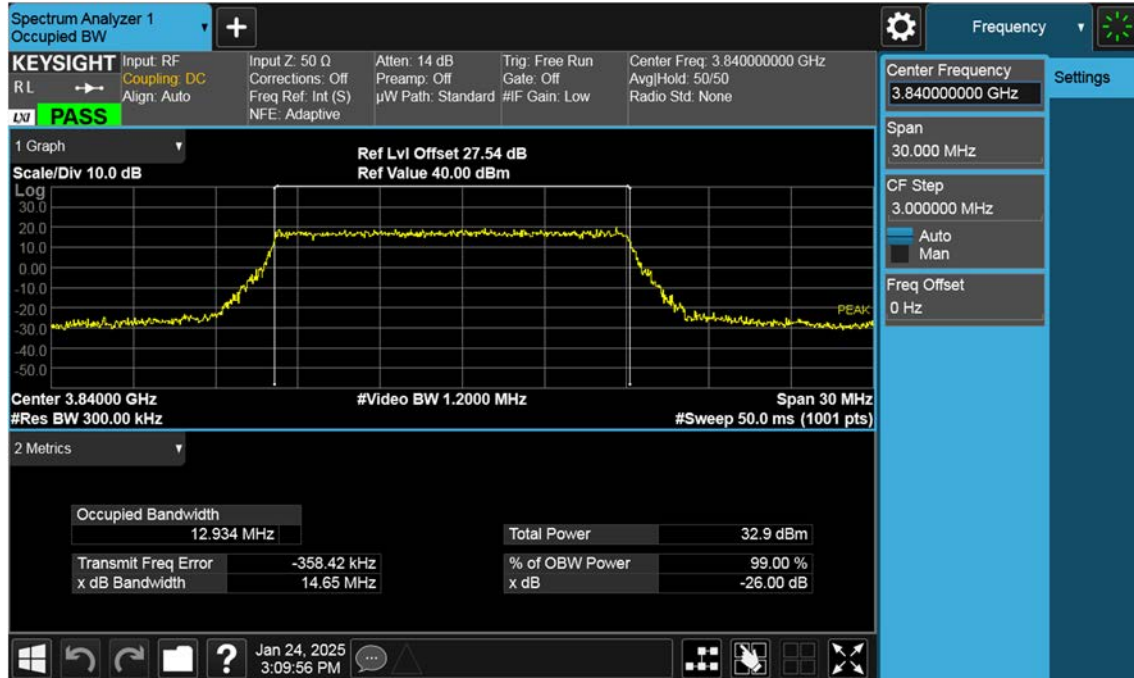 Spectrum Analyzer 1
Occupied BW
Frequency
KEYSIGHT
R L
LXI
PASS
Input: RF
Coupling: DC
Align: Auto
Input Z: 50 Ω
Corrections: Off
Freq Ref: Int (S)
NFE: Adaptive
Atten: 14 dB
Preamp: Off
µW Path: Standard
Trig: Free Run
Gate: Off
#IF Gain: Low
Center Freq: 3.840000000 GHz
Avg|Hold: 50/50
Radio Std: None
Center Frequency
3.840000000 GHz
Settings
Span
30.000 MHz
CF Step
3.000000 MHz
Auto
Man
Freq Offset
0 Hz
1 Graph
Scale/Div 10.0 dB
Ref Lvl Offset 27.54 dB
Ref Value 40.00 dBm
Log
30.0
20.0
10.0
0.00
-10.0
-20.0
-30.0
-40.0
-50.0
PEAK
Center 3.84000 GHz
#Video BW 1.2000 MHz
Span 30 MHz
#Res BW 300.00 kHz
#Sweep 50.0 ms (1001 pts)
2 Metrics
Occupied Bandwidth
12.934 MHz
Total Power 32.9 dBm
Transmit Freq Error -358.42 kHz
% of OBW Power 99.00 %
x dB Bandwidth 14.65 MHz
x dB -26.00 dB
?
Jan 24, 2025
3:09:56 PM